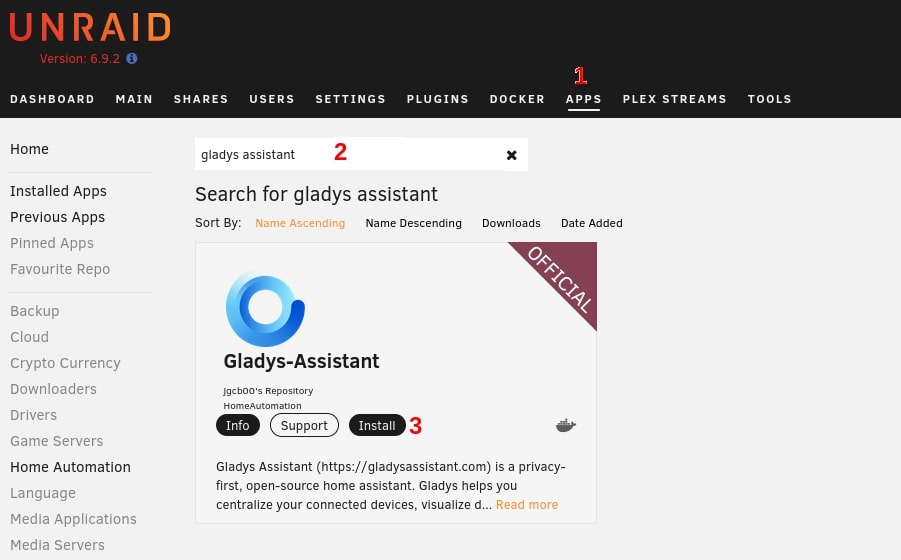 UNRAID
Version: 6.9.2
1
DASHBOARD MAIN SHARES USERS SETTINGS PLUGINS DOCKER APPS PLEX STREAMS TOOLS
Home
Installed Apps
Previous Apps
Pinned Apps
Favourite Repo
Backup
Cloud
Crypto Currency
Downloaders
Drivers
Game Servers
Home Automation
Language
Media Applications
Media Servers
gladys assistant 2
Search for gladys assistant
Sort By: Name Ascending Name Descending Downloads Date Added
OFFICIAL
Gladys-Assistant
Jgcb00's Repository
HomeAutomation
Info Support Install 3
Gladys Assistant (https://gladysassistant.com) is a privacy-
first, open-source home assistant. Gladys helps you
centralize your connected devices, visualize d... Read more